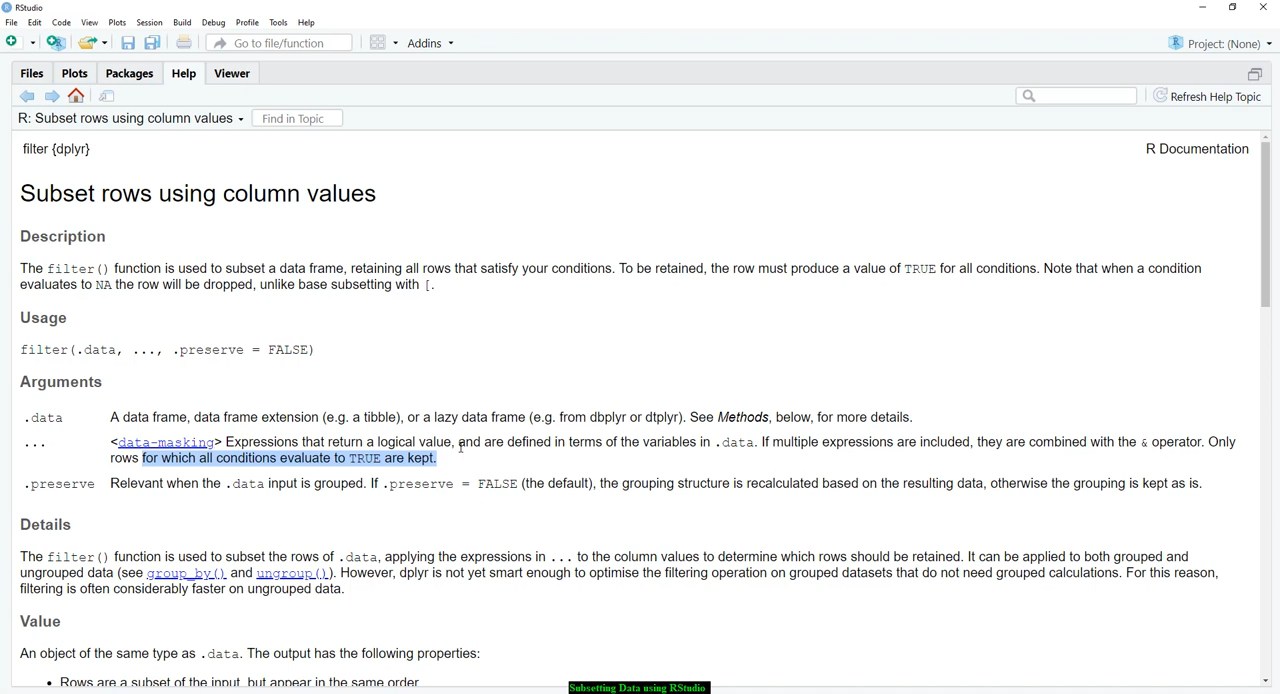 RStudio
File Edit Code View Plots Session Build Debug Profile Tools Help
Go to file/function Addins Project: (None)
Files Plots Packages Help Viewer
Refresh Help Topic
R: Subset rows using column values Find in Topic
filter {dplyr} R Documentation
Subset rows using column values
Description
The filter() function is used to subset a data frame, retaining all rows that satisfy your conditions. To be retained, the row must produce a value of TRUE for all conditions. Note that when a condition
evaluates to NA the row will be dropped, unlike base subsetting with [.
Usage
filter(.data, ..., .preserve = FALSE)
Arguments
.data A data frame, data frame extension (e.g. a tibble), or a lazy data frame (e.g. from dbplyr or dtplyr). See Methods, below, for more details.
... <data-masking> Expressions that return a logical value, and are defined in terms of the variables in .data. If multiple expressions are included, they are combined with the & operator. Only
rows for which all conditions evaluate to TRUE are kept.
.preserve Relevant when the .data input is grouped. If .preserve = FALSE (the default), the grouping structure is recalculated based on the resulting data, otherwise the grouping is kept as is.
Details
The filter() function is used to subset the rows of .data, applying the expressions in ... to the column values to determine which rows should be retained. It can be applied to both grouped and
ungrouped data (see group_by() and ungroup()). However, dplyr is not yet smart enough to optimise the filtering operation on grouped datasets that do not need grouped calculations. For this reason,
filtering is often considerably faster on ungrouped data.
Value
An object of the same type as .data. The output has the following properties:
• Rows are a subset of the input, but appear in the same order.
Subsetting Data using RStudio